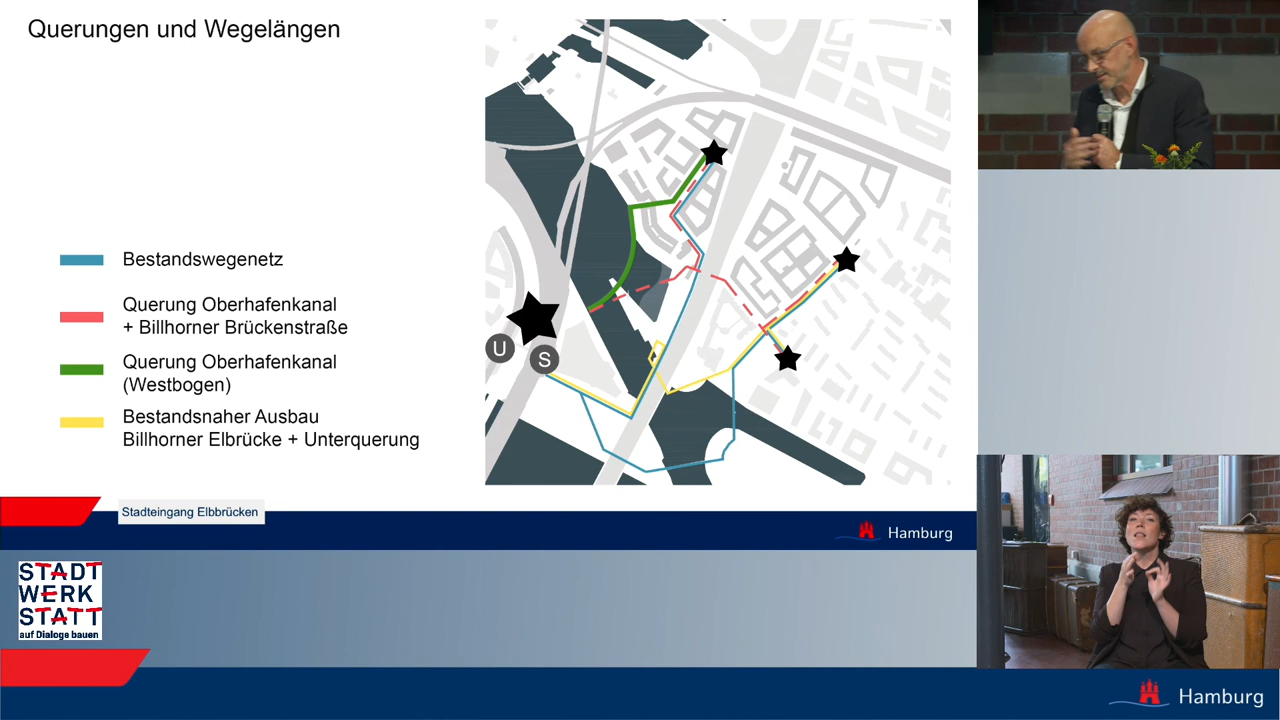 Querungen und Wegelängen
Bestandswegenetz
Querung Oberhafenkanal
+ Billhorner Brückenstraße
Querung Oberhafenkanal
(Westbogen)
Bestandsnaher Ausbau
Billhorner Elbrücke + Unterquerung
U
S
Stadteingang Elbbrücken
Hamburg
STADT
WERK
STATT
auf Dialoge bauen
Hamburg